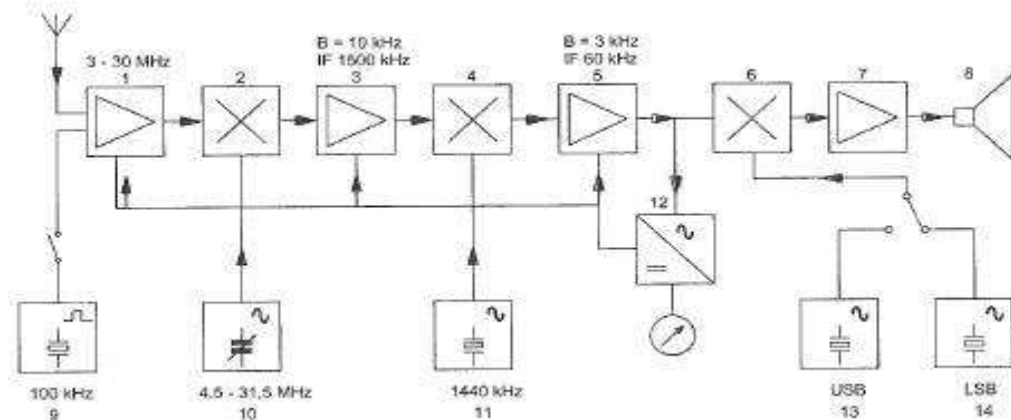 B = 10 kHz
IF 1500 kHz
B = 3 kHz
IF 60 kHz
3 - 30 MHz
1
2
3
4
5
6
7
8
12
100 kHz
9
4.5 - 31,5 MHz
10
1440 kHz
11
USB
13
LSB
14